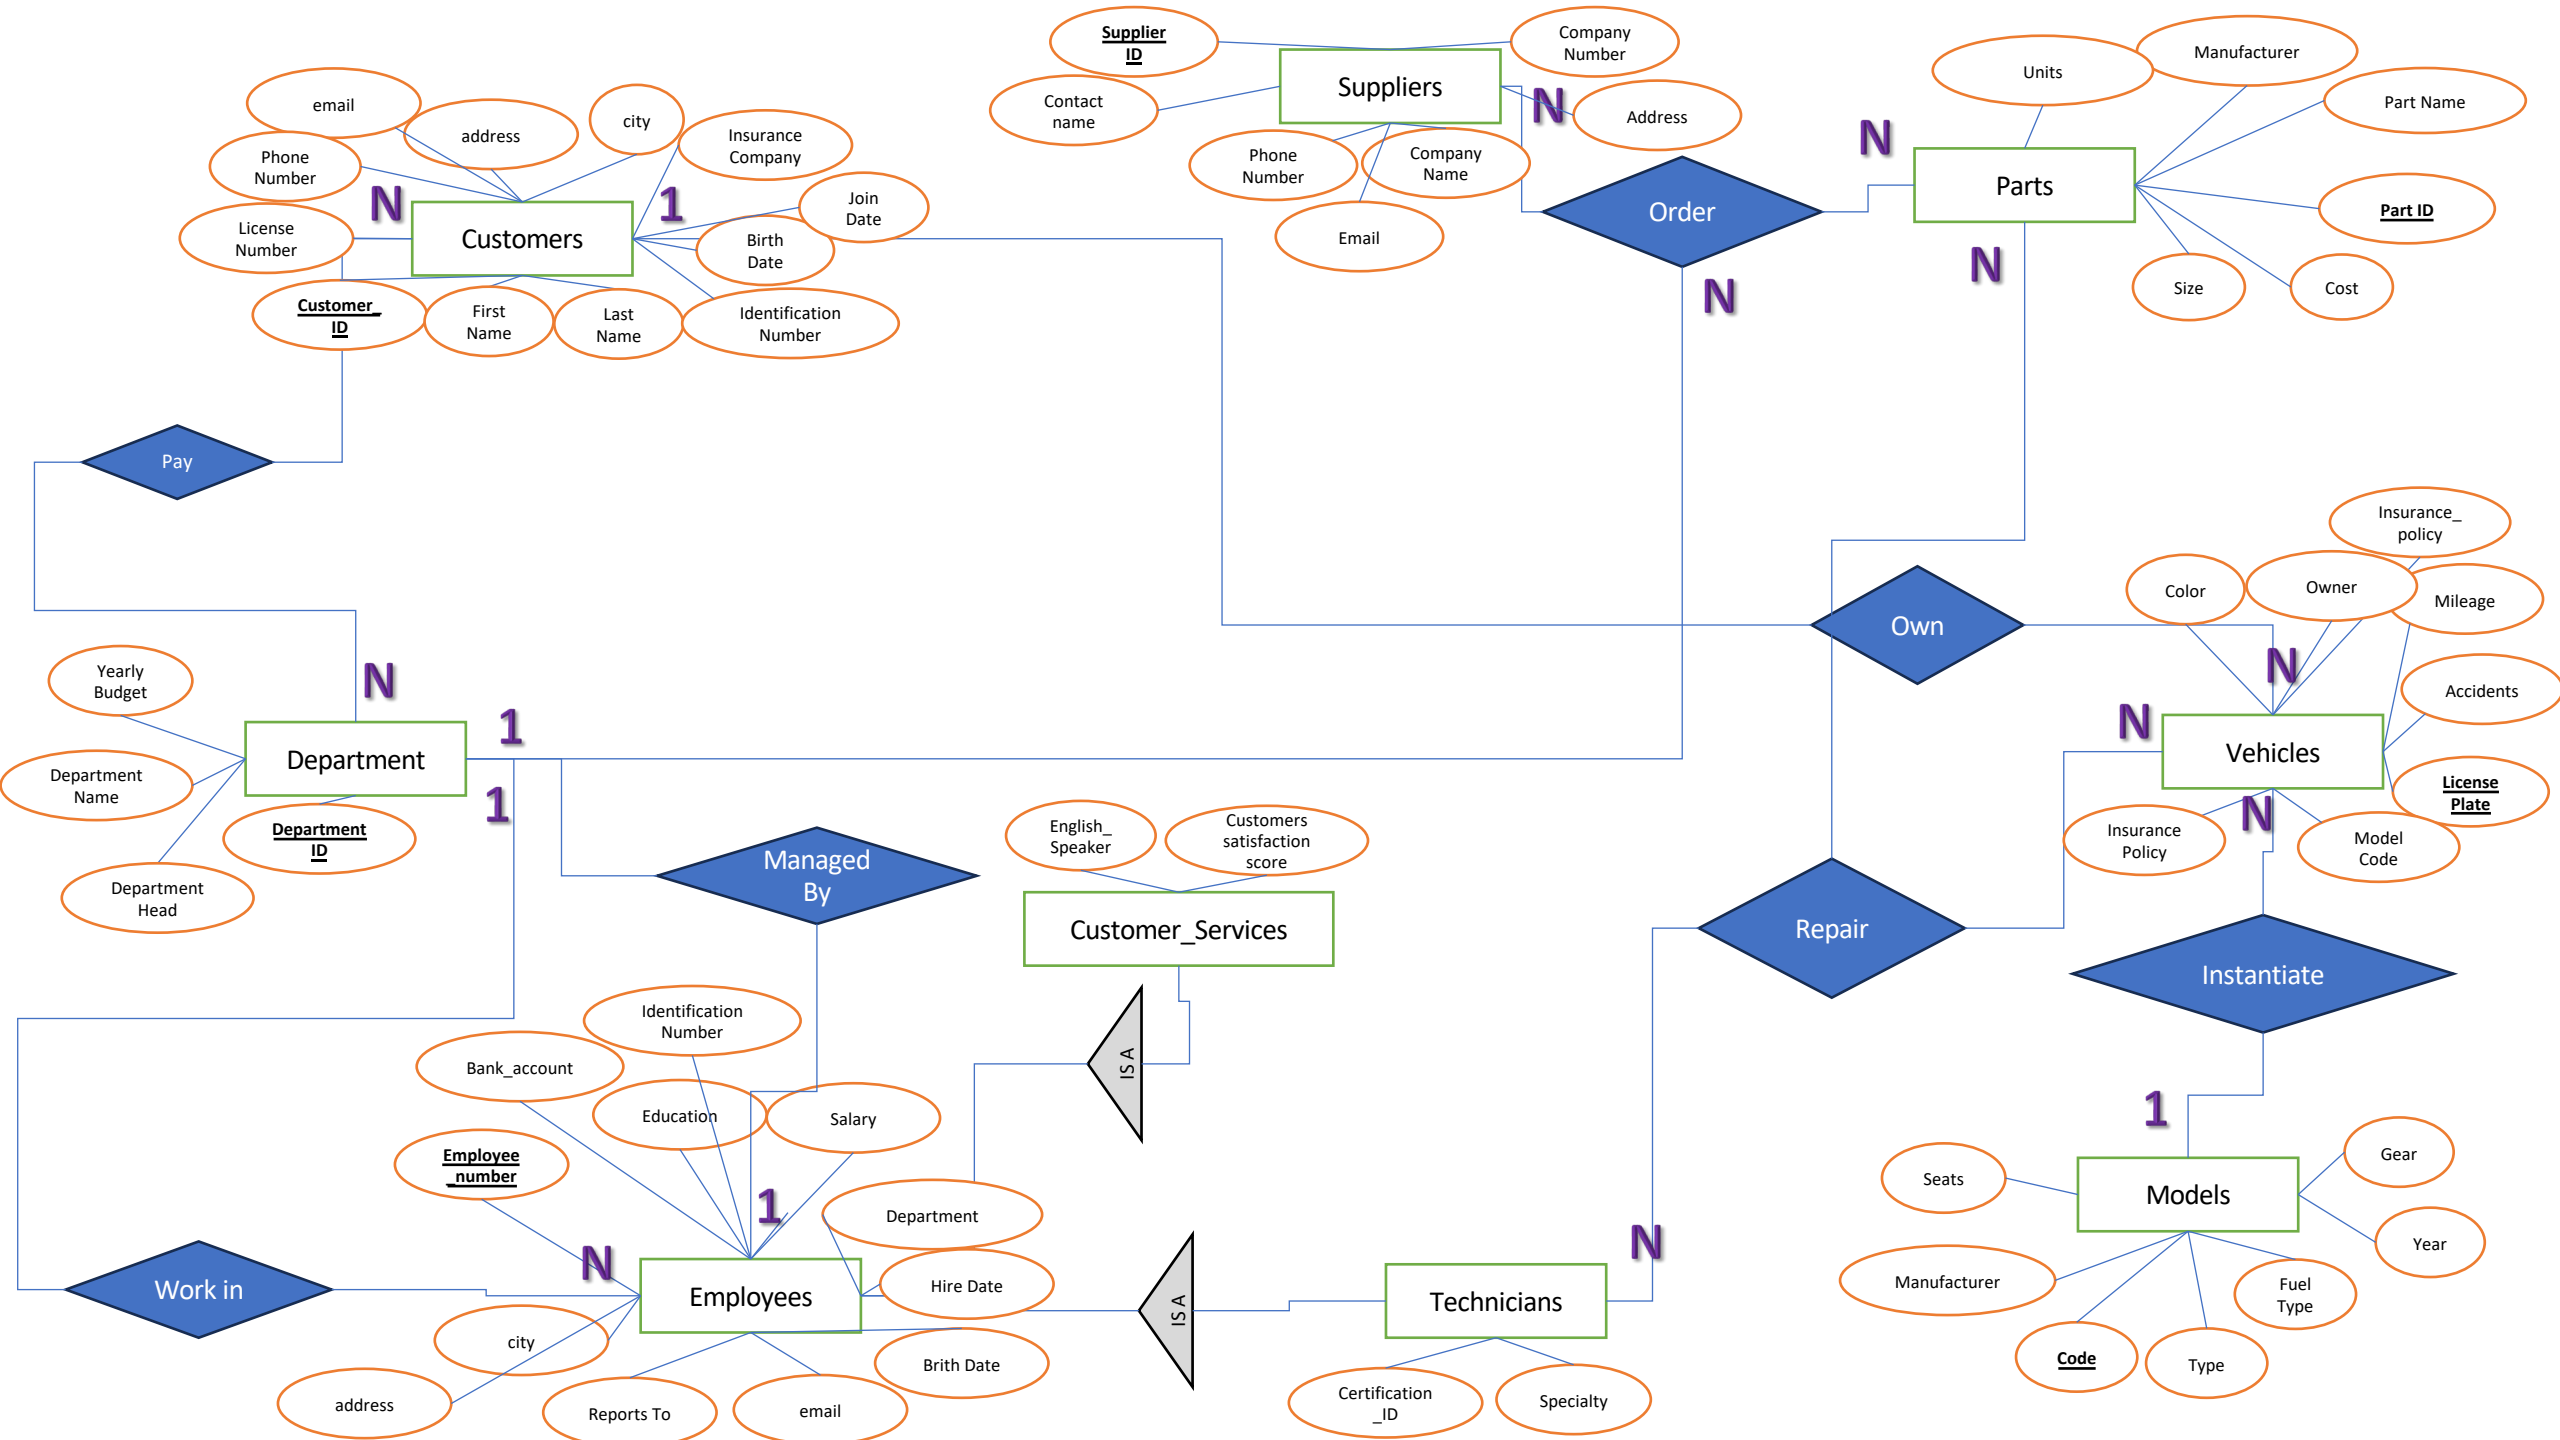 Supplier
ID
Company
Number
Suppliers
Contact
name
Address
Phone
Number
Company
Name
Email
N
Order
N
N
Units
Manufacturer
Part Name
Parts
Part ID
Size
Cost
N
email
address
city
Insurance
Company
Phone
Number
Join
Date
N
1
License
Number
Customers
Birth
Date
Customer_
ID
First
Name
Last
Name
Identification
Number
Pay
Own
Insurance_
policy
Color
Owner
Mileage
N
Accidents
N
Vehicles
License
Plate
N
Insurance
Policy
Model
Code
Yearly
Budget
N
1
Department
Department
Name
1
Department
ID
Department
Head
Managed
By
English_
Speaker
Customers
satisfaction
score
Customer_Services
Repair
Instantiate
IS A
Identification
Number
Bank_account
Education
Salary
Employee
_number
1
Department
N
Hire Date
Work in
Employees
city
Brith Date
address
Reports To
email
IS A
N
Technicians
Certification
_ID
Specialty
1
Gear
Seats
Models
Year
Manufacturer
Fuel
Type
Code
Type